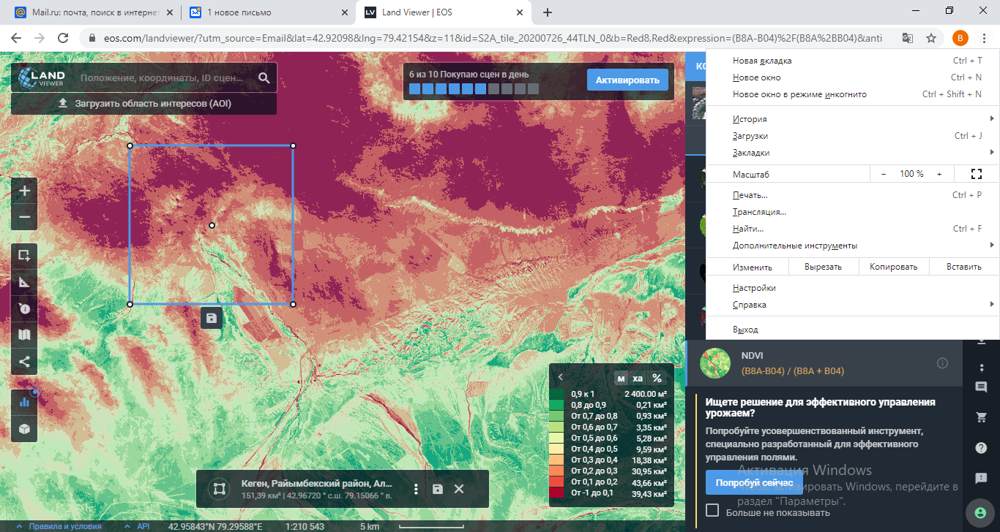 Mail.ru: почта, поиск в интернет
1 новое письмо
Land Viewer | EOS
eos.com/landviewer/?utm_source=Email&lat=42.92098&lng=79.42154&z=11&id=S2A_tile_20200726_44TLN_0&b=Red8,Red&expression=(B8A-B04)%2F(B8A%2BB04)&anti
В
LAND
VIEWER
Положение, координаты, ID сцен...
Загрузить область интересов (AOI)
6 из 10 Покупаю сцен в день
Активировать
КО
Новая вкладка Ctrl + T
Новое окно Ctrl + N
Новое окно в режиме инкогнито Ctrl + Shift + N
История
Загрузки Ctrl + J
Закладки
Масштаб − 100 % +
Печать... Ctrl + P
Трансляция...
Найти... Ctrl + F
Дополнительные инструменты
Изменить Вырезать Копировать Вставить
Настройки
Справка
Выход
NDVI
(B8A-B04) / (B8A + B04)
м ха %
0,9 к 1 2 400.00 м²
0,8 до 0,9 0,21 км²
От 0,7 до 0,8 0,93 км²
От 0,6 до 0,7 3,35 км²
От 0,5 до 0,6 5,28 км²
От 0,4 до 0,5 9,59 км²
От 0,3 до 0,4 18,38 км²
От 0,2 до 0,3 30,95 км²
От 0,1 до 0,2 43,66 км²
От -1 до 0,1 39,43 км²
Ищете решение для эффективного управления
урожаем?
Попробуйте усовершенствованный инструмент,
специально разработанный для эффективного
управления полями.
Попробуй сейчас
Больше не показывать
Активация Windows
активировать Windows, перейдите в
раздел "Параметры".
Кеген, Райымбекский район, Ал...
151,39 км² | 42.96720 ° с.ш. 79.15066 ° в.
Правила и условия
API
42.95843°N 79.29588°E
1:210 543
5 km